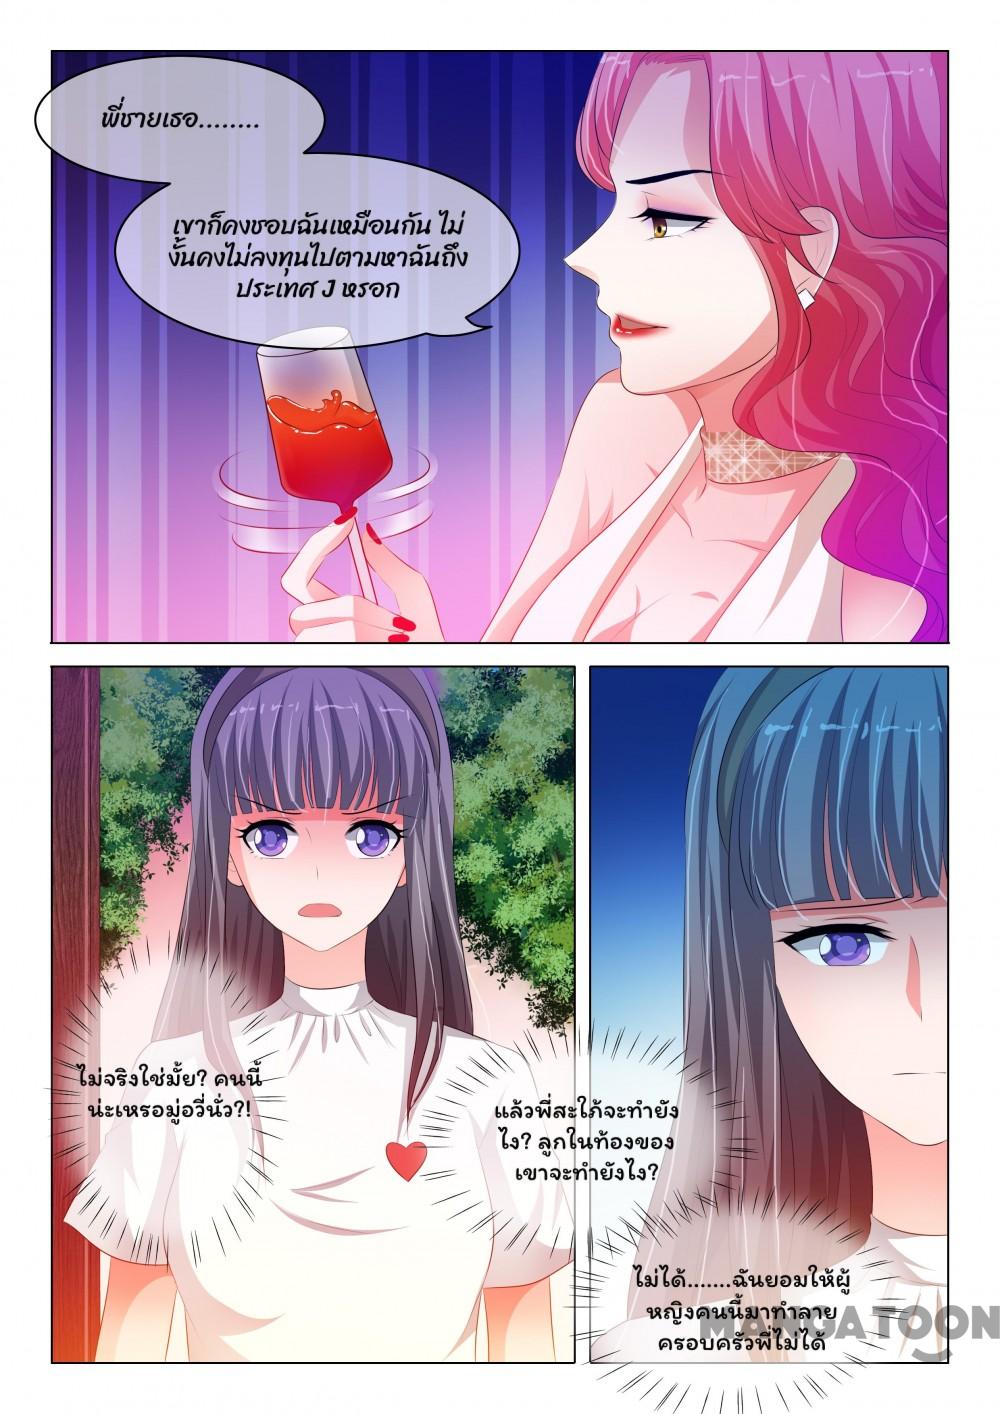 พี่ชายเธอ........
เขาก็คงชอบฉันเหมือนกัน ไม่
งั้นคงไม่ลงทุนไปตามหาฉันถึง
ประเทศ J หรอก
ไม่จริงใช่มั้ย? คนนี้
น่ะเหรอมู่อวี่นั่ว?!
แล้วพี่สะใภ้จะทำยัง
ไง? ลูกในท้องของ
เขาจะทำยังไง?
ไม่ได้.......ฉันยอมให้ผู้
หญิงคนนี้มาทำลาย
ครอบครัวพี่ไม่ได้
MANGATOON